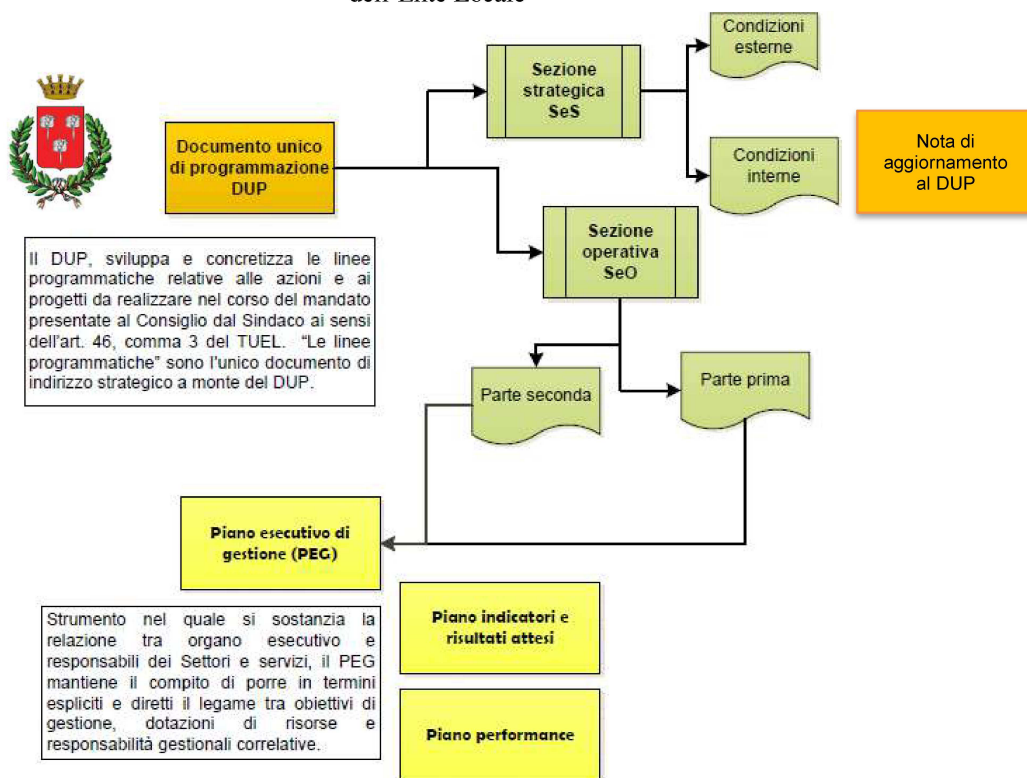 dell'Ente Locale
Condizioni
esterne
Sezione
strategica
SeS
Documento unico
di programmazione
DUP
Condizioni
interne
Nota di
aggiornamento
al DUP
Sezione
operativa
SeO
Il DUP, sviluppa e concretizza le linee
programmatiche relative alle azioni e ai
progetti da realizzare nel corso del mandato
presentate al Consiglio dal Sindaco ai sensi
dell'art. 46, comma 3 del TUEL. “Le linee
programmatiche” sono l'unico documento di
indirizzo strategico a monte del DUP.
Parte seconda
Parte prima
Piano esecutivo di
gestione (PEG)
Strumento nel quale si sostanzia la
relazione tra organo esecutivo e
responsabili dei Settori e servizi, il PEG
mantiene il compito di porre in termini
espliciti e diretti il legame tra obiettivi di
gestione, dotazioni di risorse e
responsabilità gestionali correlative.
Piano indicatori e
risultati attesi
Piano performance